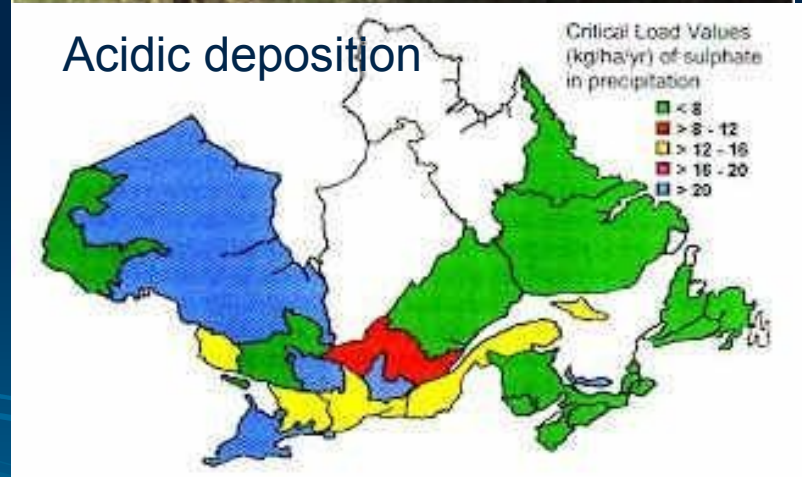 Acidic deposition
Critical Load Values
(kg/ha/yr) of sulphate
in precipitation
< 8
> 8 - 12
> 12 - 16
> 16 - 20
> 20